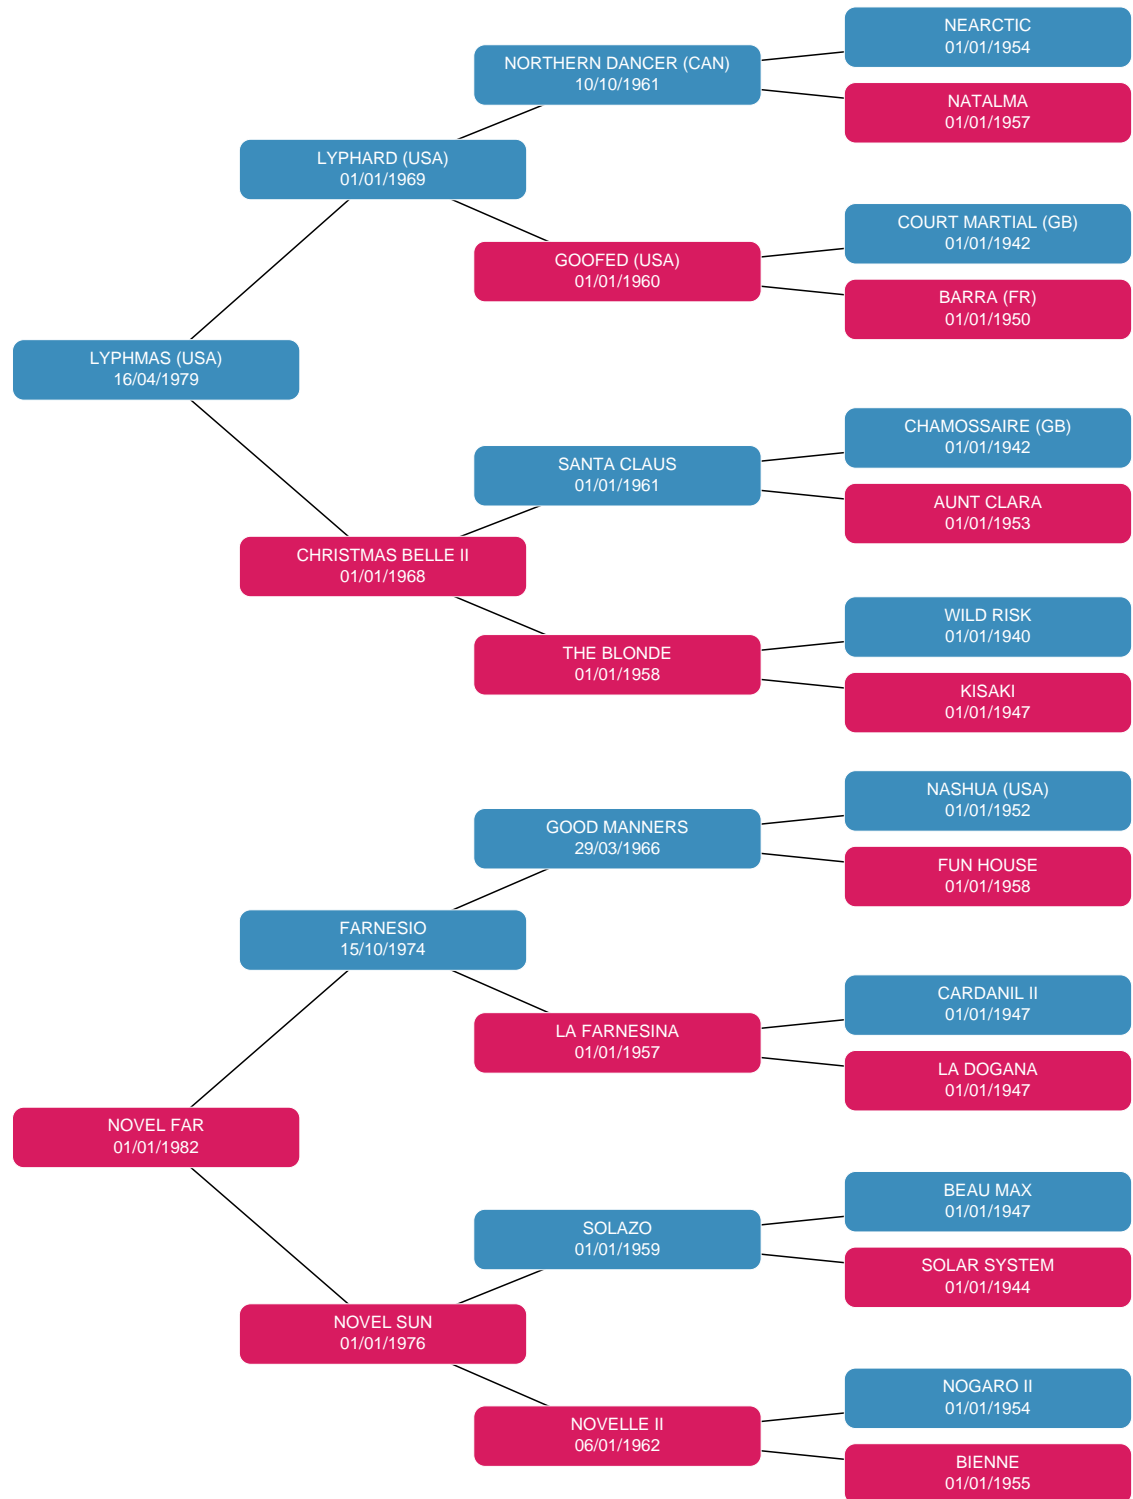 NEARCTIC
01/01/1954
NORTHERN DANCER (CAN)
10/10/1961
NATALMA
01/01/1957
LYPHARD (USA)
01/01/1969
COURT MARTIAL (GB)
01/01/1942
GOOFED (USA)
01/01/1960
BARRA (FR)
01/01/1950
LYPHMAS (USA)
16/04/1979
CHAMOSSAIRE (GB)
01/01/1942
SANTA CLAUS
01/01/1961
AUNT CLARA
01/01/1953
CHRISTMAS BELLE II
01/01/1968
WILD RISK
01/01/1940
THE BLONDE
01/01/1958
KISAKI
01/01/1947
NASHUA (USA)
01/01/1952
GOOD MANNERS
29/03/1966
FUN HOUSE
01/01/1958
FARNESIO
15/10/1974
CARDANIL II
01/01/1947
LA FARNESINA
01/01/1957
LA DOGANA
01/01/1947
NOVEL FAR
01/01/1982
BEAU MAX
01/01/1947
SOLAZO
01/01/1959
SOLAR SYSTEM
01/01/1944
NOVEL SUN
01/01/1976
NOGARO II
01/01/1954
NOVELLE II
06/01/1962
BIENNE
01/01/1955